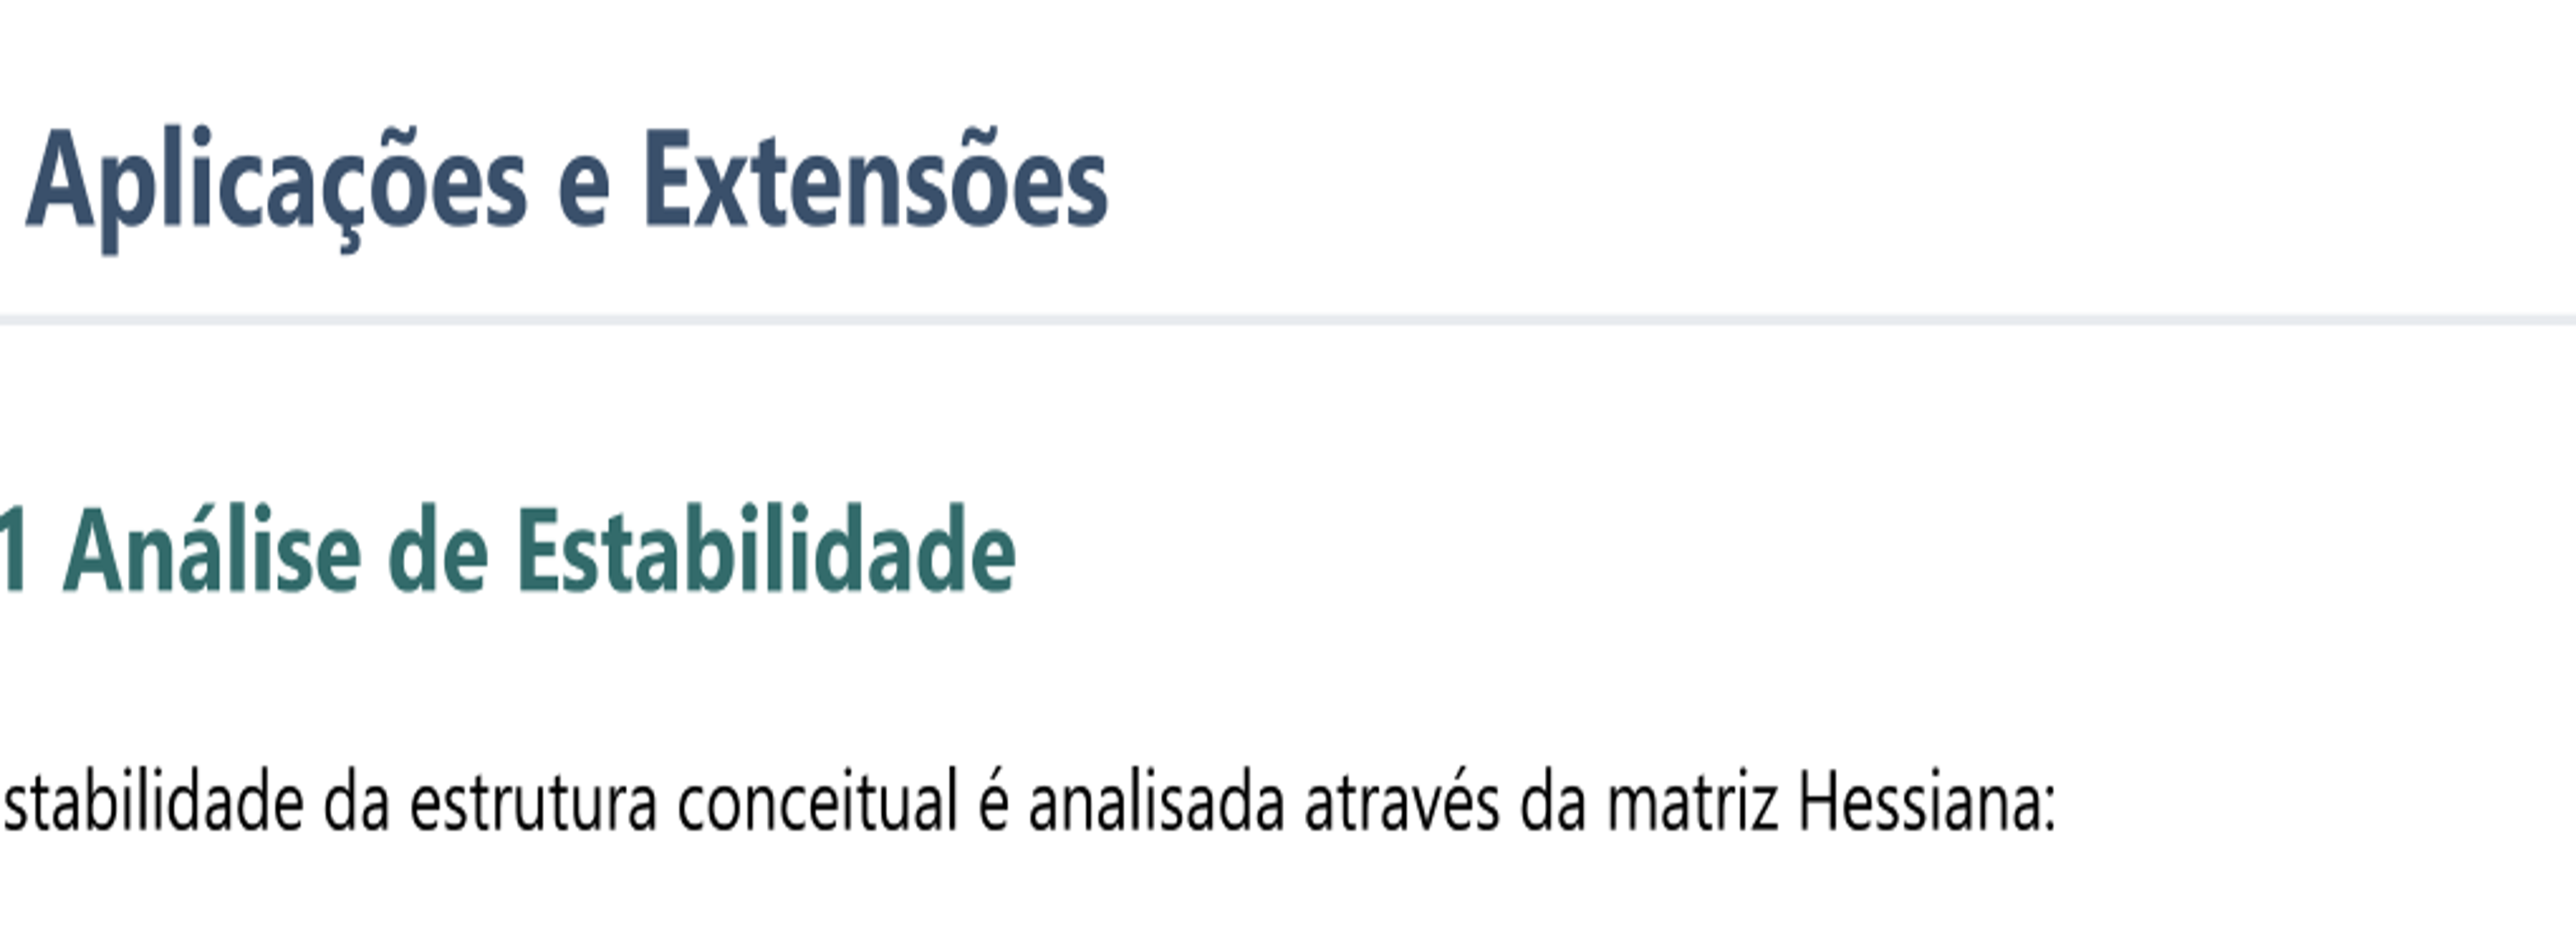 Aplicações e Extensões
1 Análise de Estabilidade
stabilidade da estrutura conceitual é analisada através da matriz Hessiana: